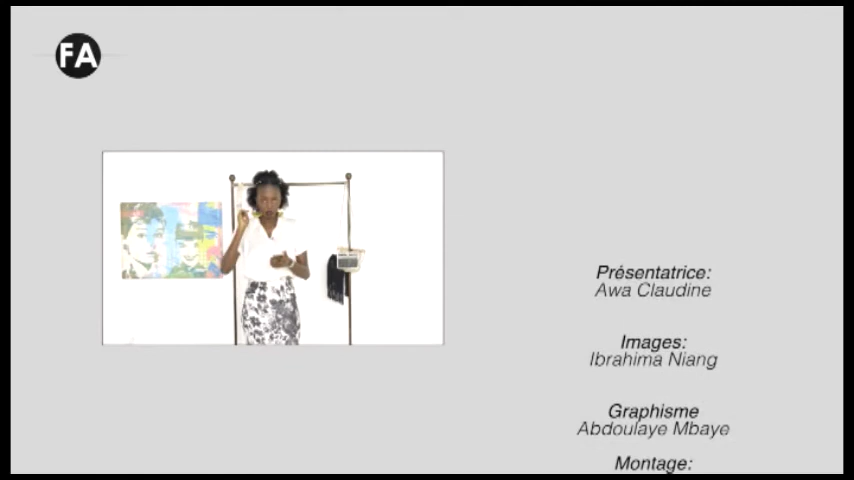 FA
Présentatrice:
Awa Claudine
Images:
Ibrahima Niang
Graphisme
Abdoulaye Mbaye
Montage: